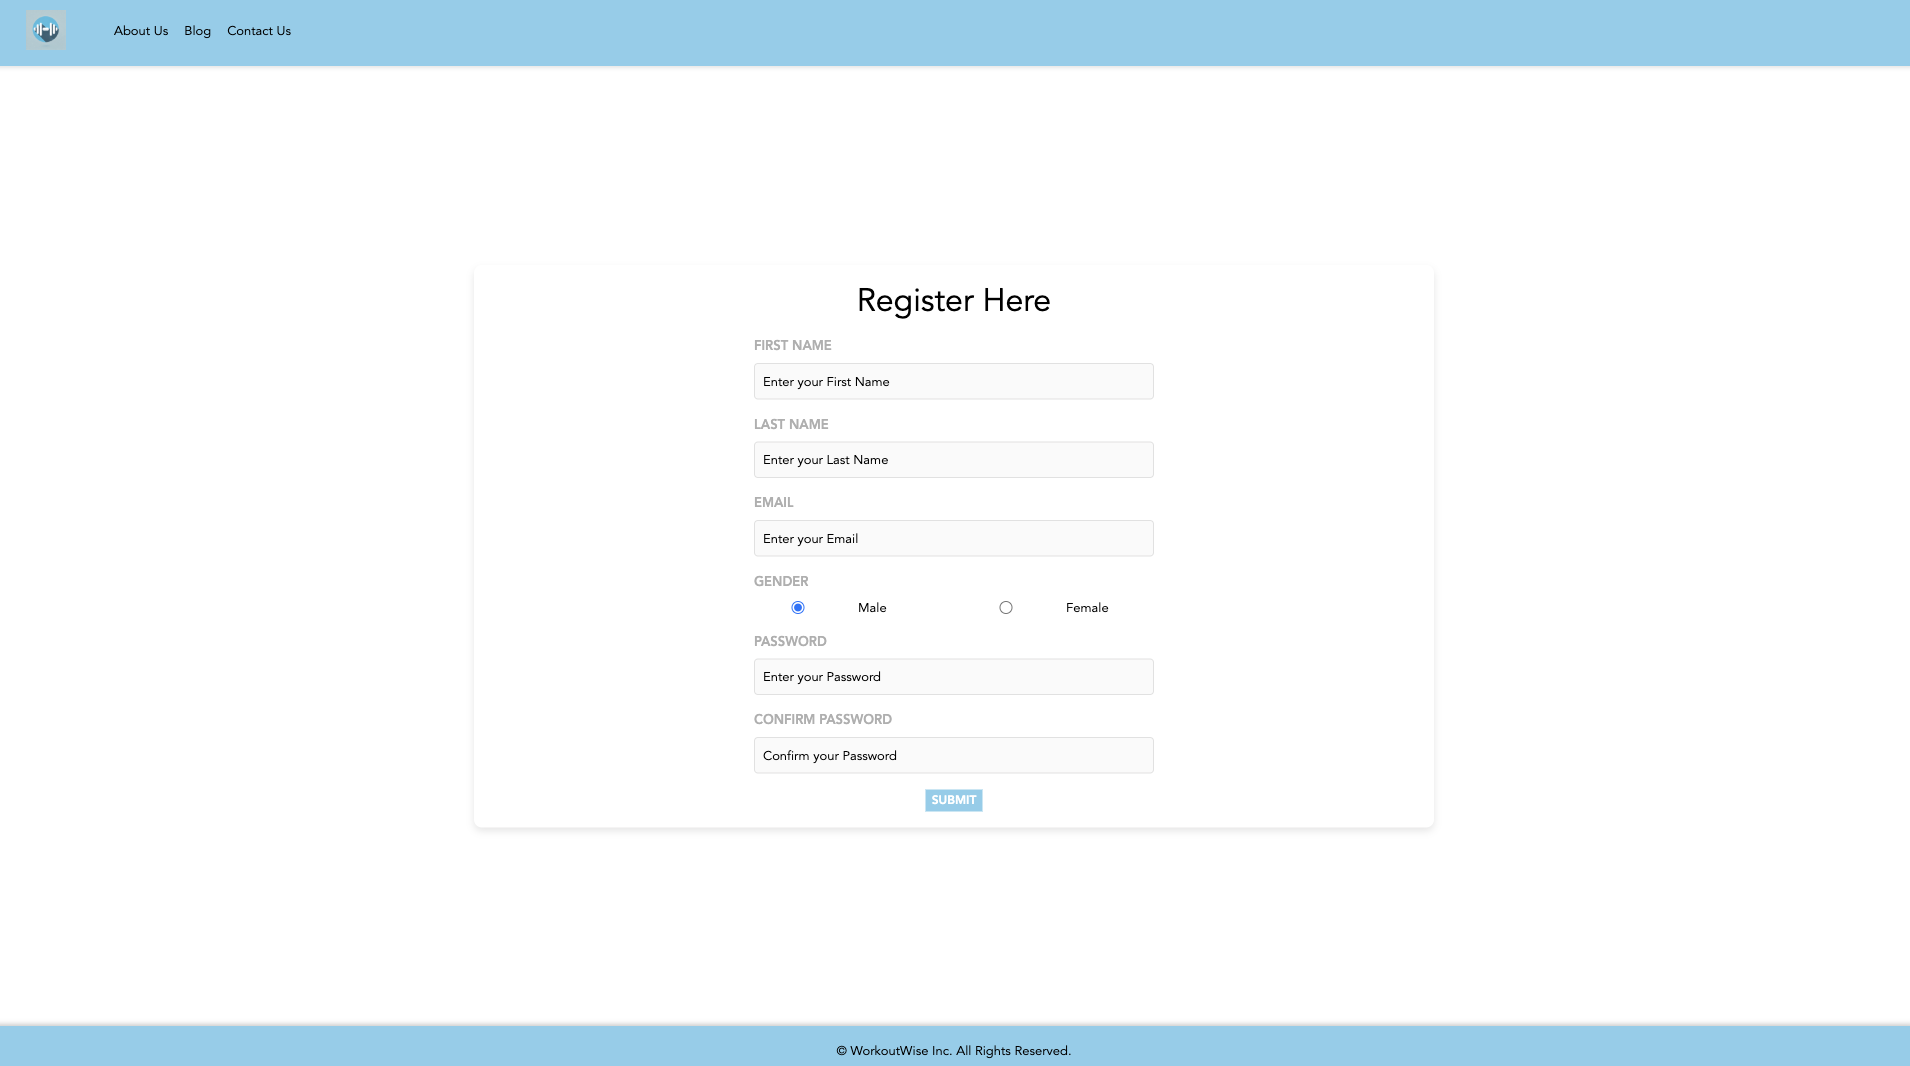 About Us Blog Contact Us
Register Here
FIRST NAME
Enter your First Name
LAST NAME
Enter your Last Name
EMAIL
Enter your Email
GENDER
Male Female
PASSWORD
Enter your Password
CONFIRM PASSWORD
Confirm your Password
SUBMIT
© WorkoutWise Inc. All Rights Reserved.